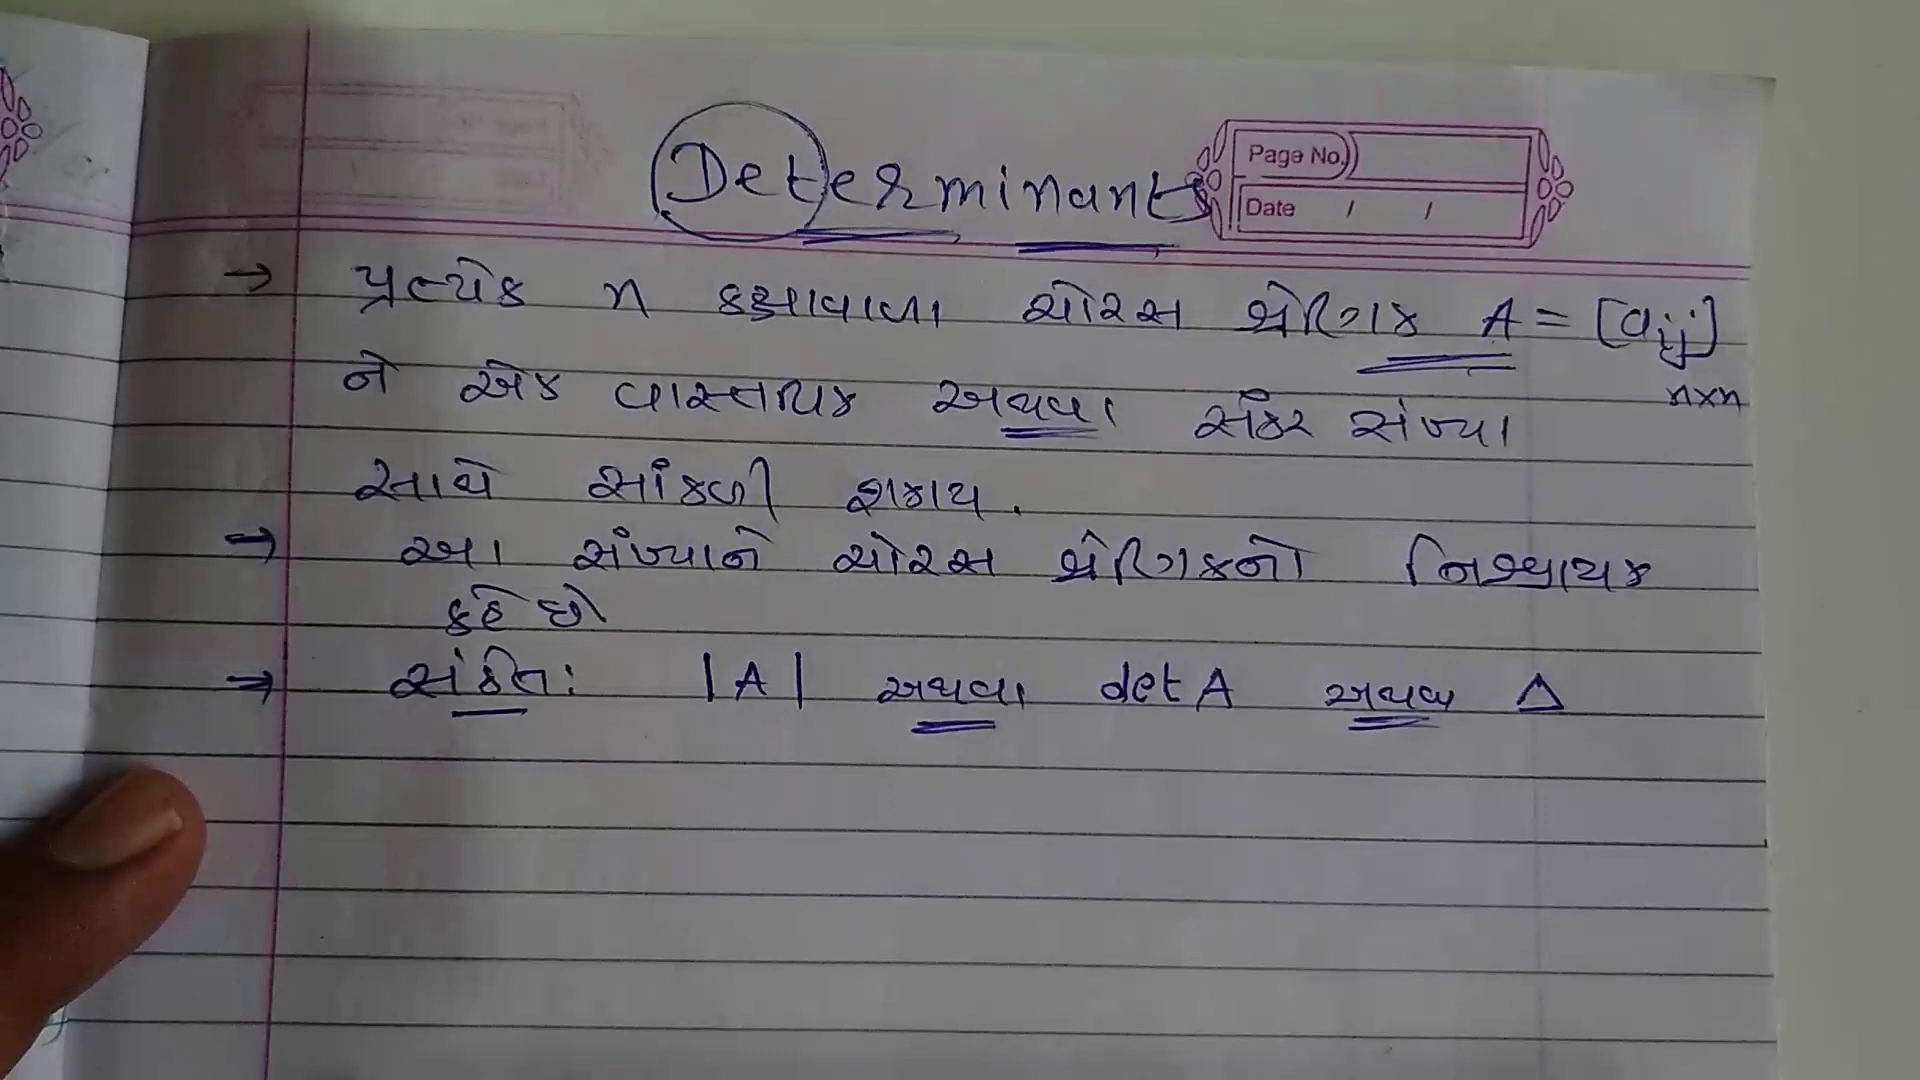 Determinants
Page No.
Date / /
→ પ્રત્યેક n કક્ષાવાળા ચોરસ શ્રેણિક A = [aij]
n×n
ને એક વાસ્તવિક અથવા સંકર સંખ્યા
સાથે સાંકળી શકાય.
→ આ સંખ્યાને ચોરસ શ્રેણિકનો નિશ્ચાયક
કહે છે
→ સંકેત: |A| અથવા det A અથવા Δ